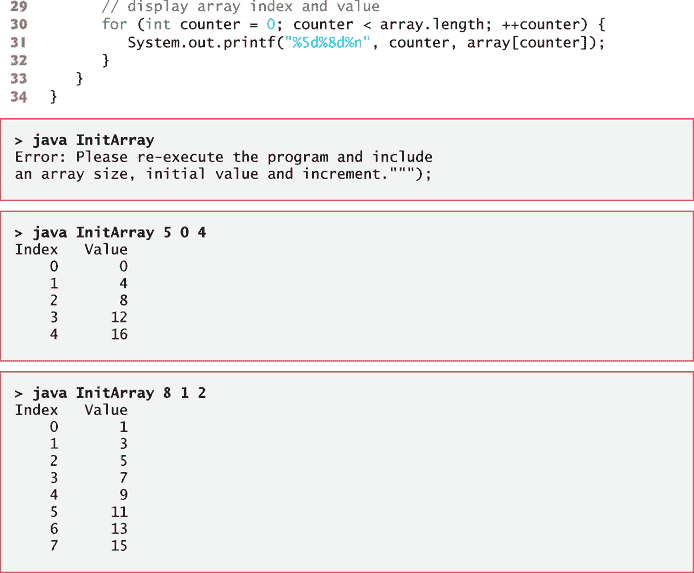 29         // display array index and value
30         for (int counter = 0; counter < array.length; ++counter) {
31            System.out.printf("%5d%8d%n", counter, array[counter]);
32         }
33      }
34   }
> java InitArray
Error: Please re-execute the program and include
an array size, initial value and increment.""");
> java InitArray 5 0 4
Index   Value
    0       0
    1       4
    2       8
    3      12
    4      16
> java InitArray 8 1 2
Index   Value
    0       1
    1       3
    2       5
    3       7
    4       9
    5      11
    6      13
    7      15